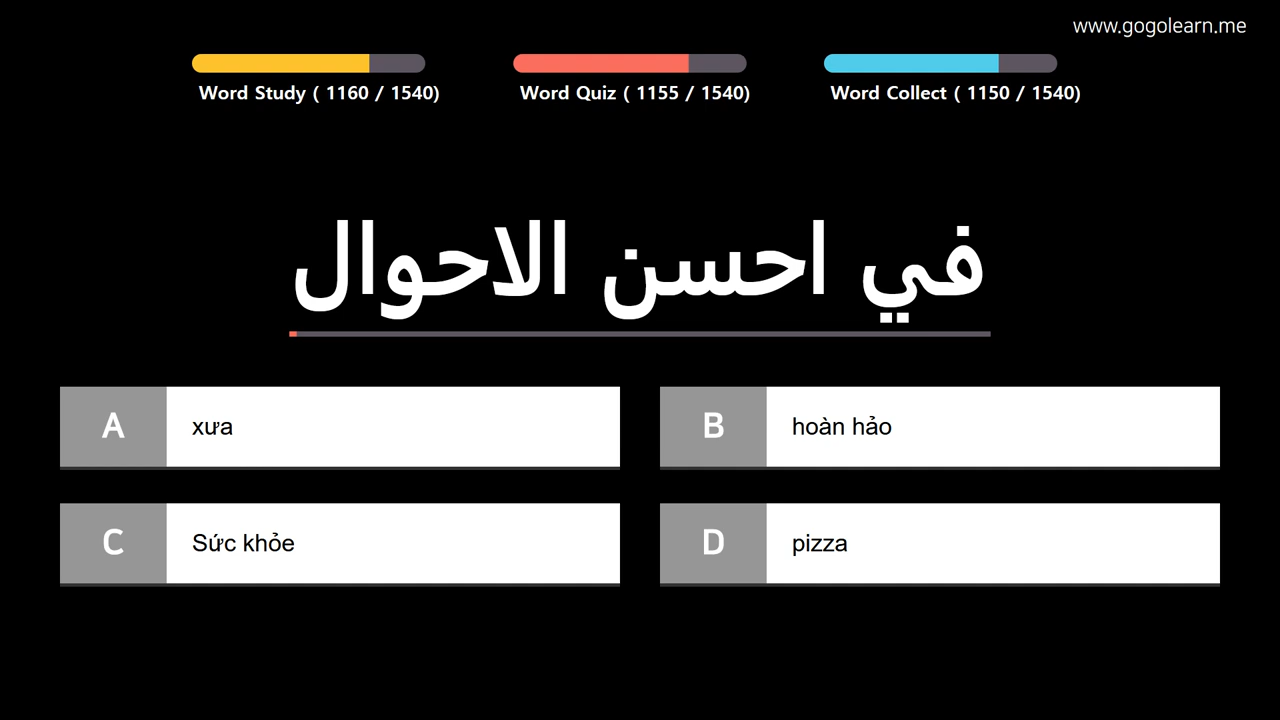 www.gogolearn.me
Word Study ( 1160 / 1540)
Word Quiz ( 1155 / 1540)
Word Collect ( 1150 / 1540)
في احسن الاحوال
A
xưa
B
hoàn hảo
C
Sức khỏe
D
pizza